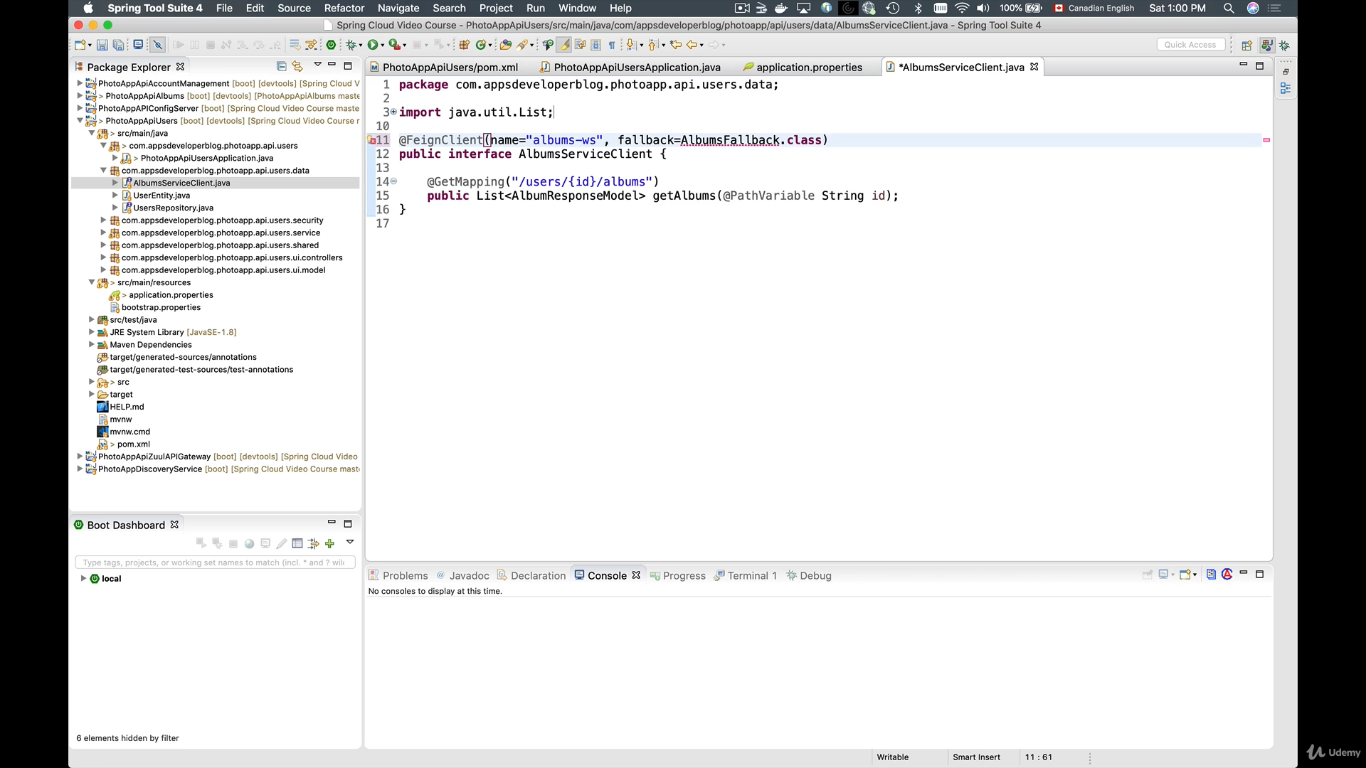 Spring Tool Suite 4 File Edit Source Refactor Navigate Search Project Run Window Help 100% Canadian English Sat 1:00 PM
Spring Cloud Video Course - PhotoAppApiUsers/src/main/java/com/appsdeveloperblog/photoapp/api/users/data/AlbumsServiceClient.java - Spring Tool Suite 4
Quick Access
Package Explorer
PhotoAppApiAccountManagement [boot] [devtools] [Spring Cloud V
PhotoAppApiAlbums [boot] [devtools] [PhotoAppApiAlbums mast
PhotoAppAPIConfigServer [boot] [Spring Cloud Video Course maste
> PhotoAppApiUsers [boot] [devtools] [Spring Cloud Video Course
src/main/java
> com.appsdeveloperblog.photoapp.api.users
> PhotoAppApiUsersApplication.java
com.appsdeveloperblog.photoapp.api.users.data
AlbumsServiceClient.java
UserEntity.java
UsersRepository.java
com.appsdeveloperblog.photoapp.api.users.security
com.appsdeveloperblog.photoapp.api.users.service
com.appsdeveloperblog.photoapp.api.users.shared
com.appsdeveloperblog.photoapp.api.users.ui.controllers
com.appsdeveloperblog.photoapp.api.users.ui.model
> src/main/resources
> application.properties
bootstrap.properties
src/test/java
JRE System Library [JavaSE-1.8]
Maven Dependencies
target/generated-sources/annotations
target/generated-test-sources/test-annotations
> src
target
HELP.md
mvnw
mvnw.cmd
> pom.xml
PhotoAppApiZuulAPIGateway [boot] [devtools] [Spring Cloud Video
PhotoAppDiscoveryService [boot] [Spring Cloud Video Course maste
PhotoAppApiUsers/pom.xml PhotoAppApiUsersApplication.java application.properties *AlbumsServiceClient.java
1 package com.appsdeveloperblog.photoapp.api.users.data;
2
3 import java.util.List;
10
11 @FeignClient(name="albums-ws", fallback=AlbumsFallback.class)
12 public interface AlbumsServiceClient {
13
14 @GetMapping("/users/{id}/albums")
15 public List<AlbumResponseModel> getAlbums(@PathVariable String id);
16 }
17
Boot Dashboard
Type tags, projects, or working set names to match (incl. * and ? wil
local
6 elements hidden by filter
Problems Javadoc Declaration Console Progress Terminal 1 Debug
No consoles to display at this time.
Writable Smart Insert 11 : 61
Udemy